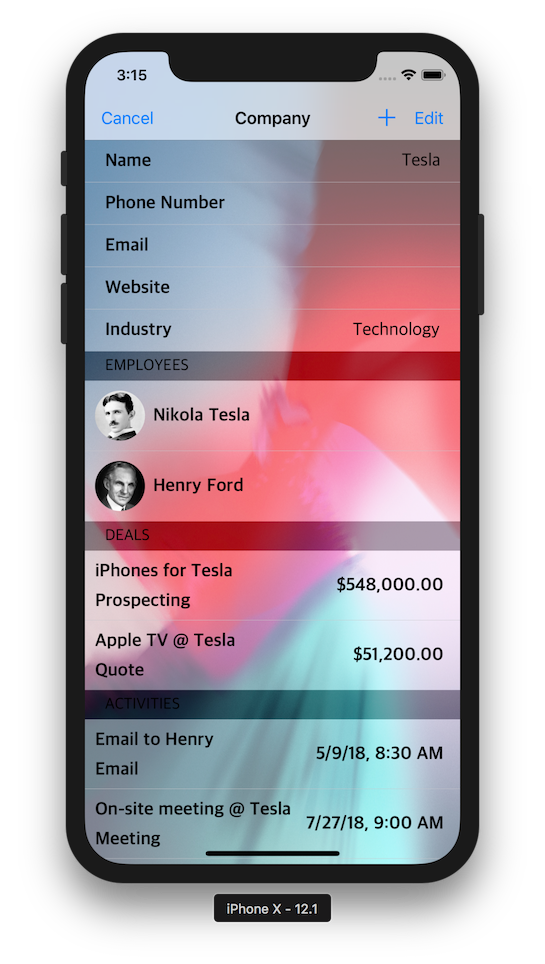 3:15
Cancel Company + Edit
Name Tesla
Phone Number
Email
Website
Industry Technology
EMPLOYEES
Nikola Tesla
Henry Ford
DEALS
iPhones for Tesla
Prospecting $548,000.00
Apple TV @ Tesla
Quote $51,200.00
ACTIVITIES
Email to Henry
Email 5/9/18, 8:30 AM
On-site meeting @ Tesla
Meeting 7/27/18, 9:00 AM
iPhone X - 12.1